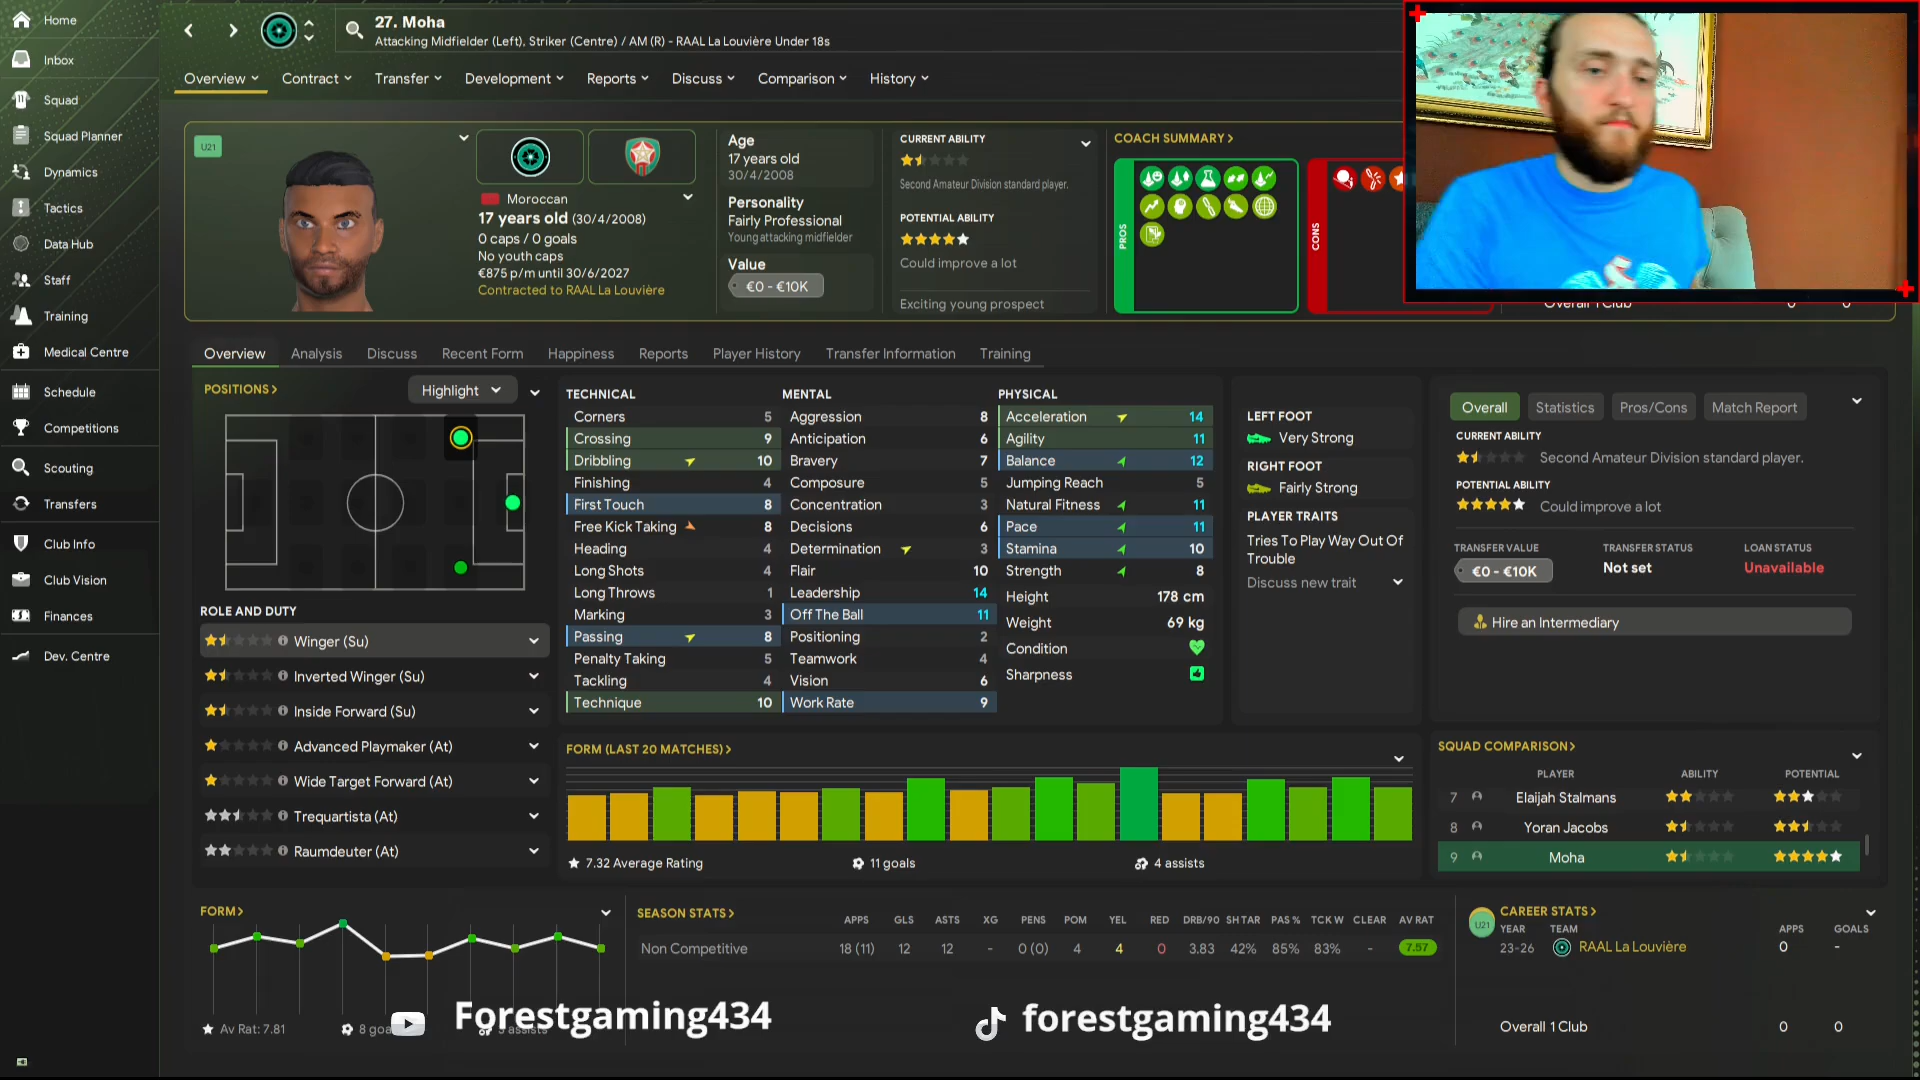 Home
Inbox
Squad
Squad Planner
Dynamics
Tactics
Data Hub
Staff
Training
Medical Centre
Schedule
Competitions
Scouting
Transfers
Club Info
Club Vision
Finances
Dev. Centre
27. Moha
Attacking Midfielder (Left), Striker (Centre) / AM (R) - RAAL La Louvière Under 18s
Overview Contract Transfer Development Reports Discuss Comparison History
U21
Moroccan
17 years old (30/4/2008)
0 caps / 0 goals
No youth caps
€875 p/m until 30/6/2027
Contracted to RAAL La Louvière
Age
17 years old
30/4/2008
Personality
Fairly Professional
Young attacking midfielder
Value
€0 - €10K
CURRENT ABILITY
Second Amateur Division standard player.
POTENTIAL ABILITY
Could improve a lot
Exciting young prospect
COACH SUMMARY >
PROS
CONS
Overall 1 Club 0 0
Overview Analysis Discuss Recent Form Happiness Reports Player History Transfer Information Training
POSITIONS >
Highlight
ROLE AND DUTY
Winger (Su)
Inverted Winger (Su)
Inside Forward (Su)
Advanced Playmaker (At)
Wide Target Forward (At)
Trequartista (At)
Raumdeuter (At)
TECHNICAL
Corners 5
Crossing 9
Dribbling 10
Finishing 4
First Touch 8
Free Kick Taking 8
Heading 4
Long Shots 4
Long Throws 1
Marking 3
Passing 8
Penalty Taking 5
Tackling 4
Technique 10
MENTAL
Aggression 8
Anticipation 6
Bravery 7
Composure 5
Concentration 3
Decisions 6
Determination 3
Flair 10
Leadership 14
Off The Ball 11
Positioning 2
Teamwork 4
Vision 6
Work Rate 9
PHYSICAL
Acceleration 14
Agility 11
Balance 12
Jumping Reach 5
Natural Fitness 11
Pace 11
Stamina 10
Strength 8
Height 178 cm
Weight 69 kg
Condition
Sharpness
LEFT FOOT
Very Strong
RIGHT FOOT
Fairly Strong
PLAYER TRAITS
Tries To Play Way Out Of
Trouble
Discuss new trait
Overall Statistics Pros/Cons Match Report
CURRENT ABILITY
Second Amateur Division standard player.
POTENTIAL ABILITY
Could improve a lot
TRANSFER VALUE TRANSFER STATUS LOAN STATUS
€0 - €10K Not set Unavailable
Hire an Intermediary
FORM (LAST 20 MATCHES) >
7.32 Average Rating 11 goals 4 assists
SQUAD COMPARISON >
PLAYER ABILITY POTENTIAL
7 Elaijah Stalmans
8 Yoran Jacobs
9 Moha
FORM >
Av Rat: 7.81 8 assists
SEASON STATS >
APPS GLS ASTS XG PENS POM YEL RED DRB/90 SH TAR PAS % TCK W CLEAR AV RAT
Non Competitive 18 (11) 12 12 - 0 (0) 4 4 0 3.83 42% 85% 83% - 7.57
U21
CAREER STATS >
YEAR TEAM APPS GOALS
23-26 RAAL La Louvière 0 -
Overall 1 Club 0 0
Forestgaming434
forestgaming434